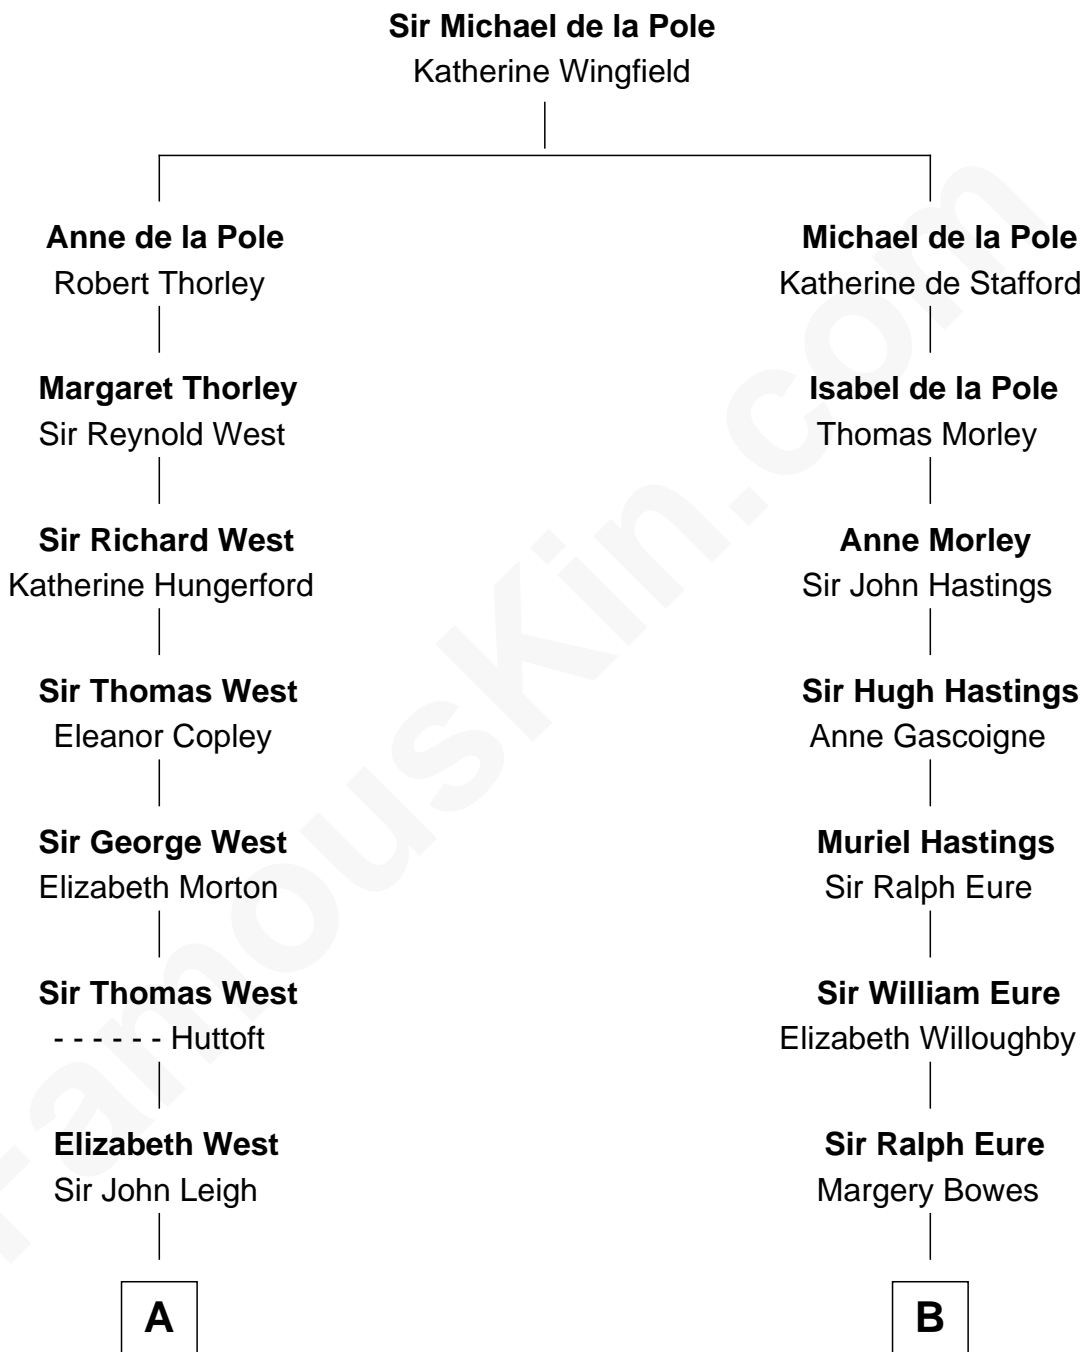 Sir Michael de la Pole
Katherine Wingfield
Anne de la Pole
Robert Thorley
Michael de la Pole
Katherine de Stafford
Margaret Thorley
Sir Reynold West
Isabel de la Pole
Thomas Morley
Sir Richard West
Katherine Hungerford
Anne Morley
Sir John Hastings
Sir Thomas West
Eleanor Copley
Sir Hugh Hastings
Anne Gascoigne
Sir George West
Elizabeth Morton
Muriel Hastings
Sir Ralph Eure
Sir Thomas West
- - - - - - Huttoft
Sir William Eure
Elizabeth Willoughby
Elizabeth West
Sir John Leigh
Sir Ralph Eure
Margery Bowes
A
B
FamousKin.com